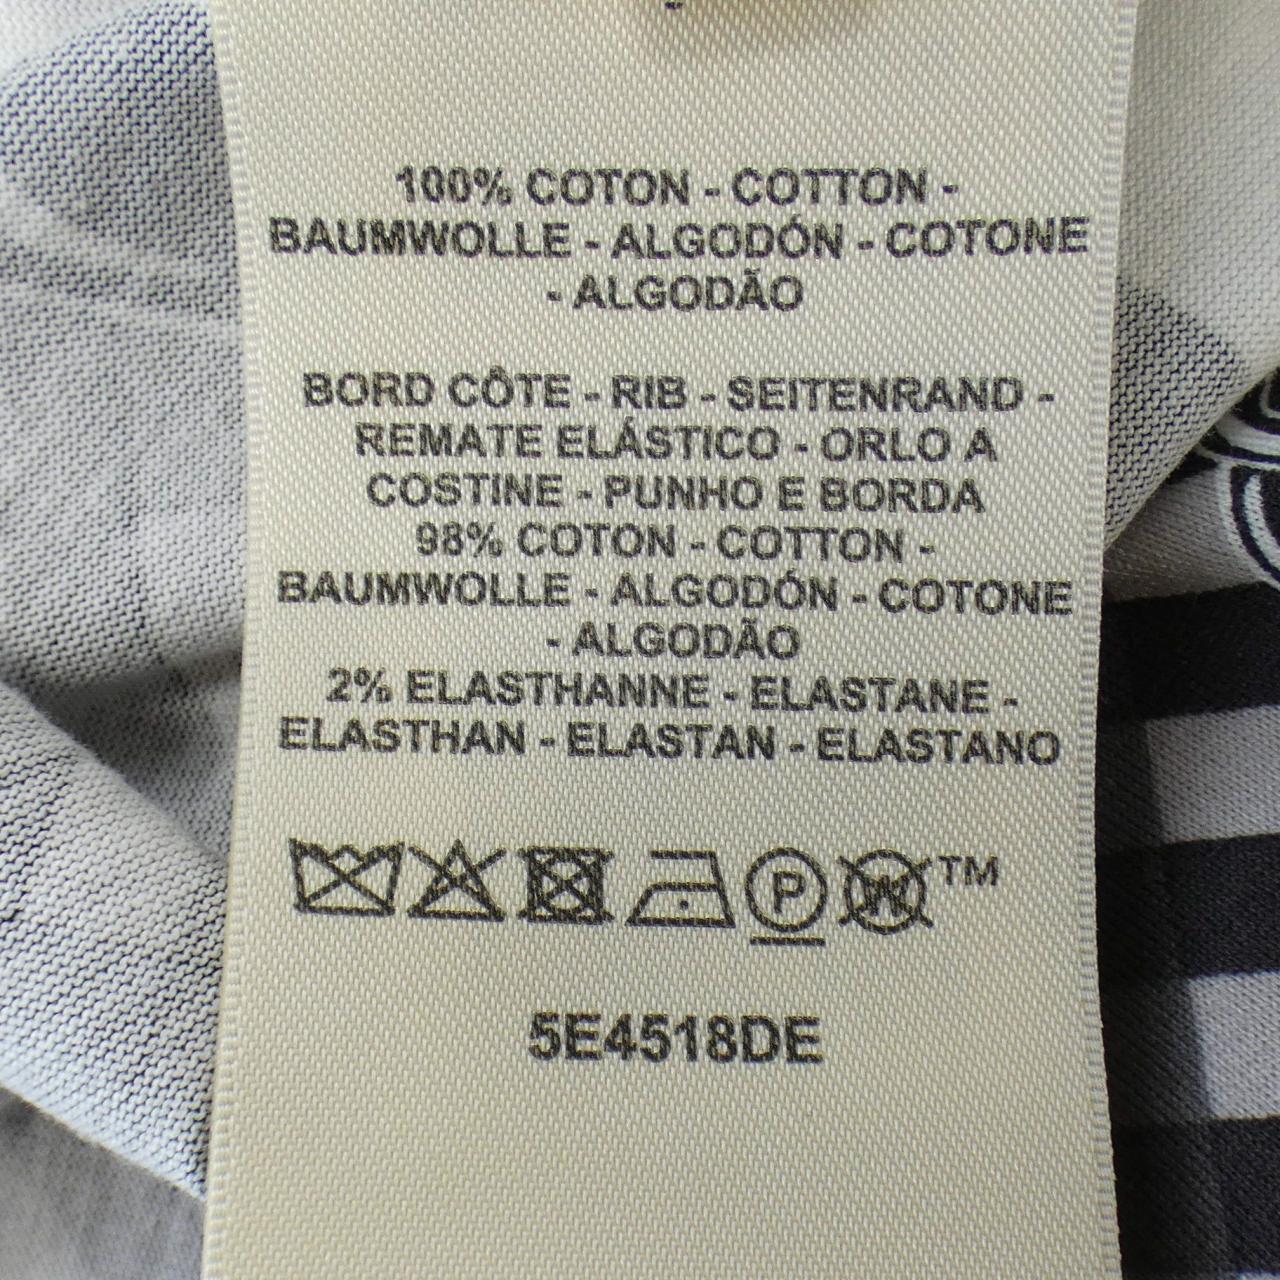 100% COTON - COTTON -
BAUMWOLLE - ALGODÓN - COTONE
- ALGODÃO
BORD CÔTE - RIB - SEITENRAND -
REMATE ELÁSTICO - ORLO A
COSTINE - PUNHO E BORDA
98% COTON - COTTON -
BAUMWOLLE - ALGODÓN - COTONE
- ALGODÃO
2% ELASTHANNE - ELASTANE -
ELASTHAN - ELASTAN - ELASTANO
P W TM
5E4518DE